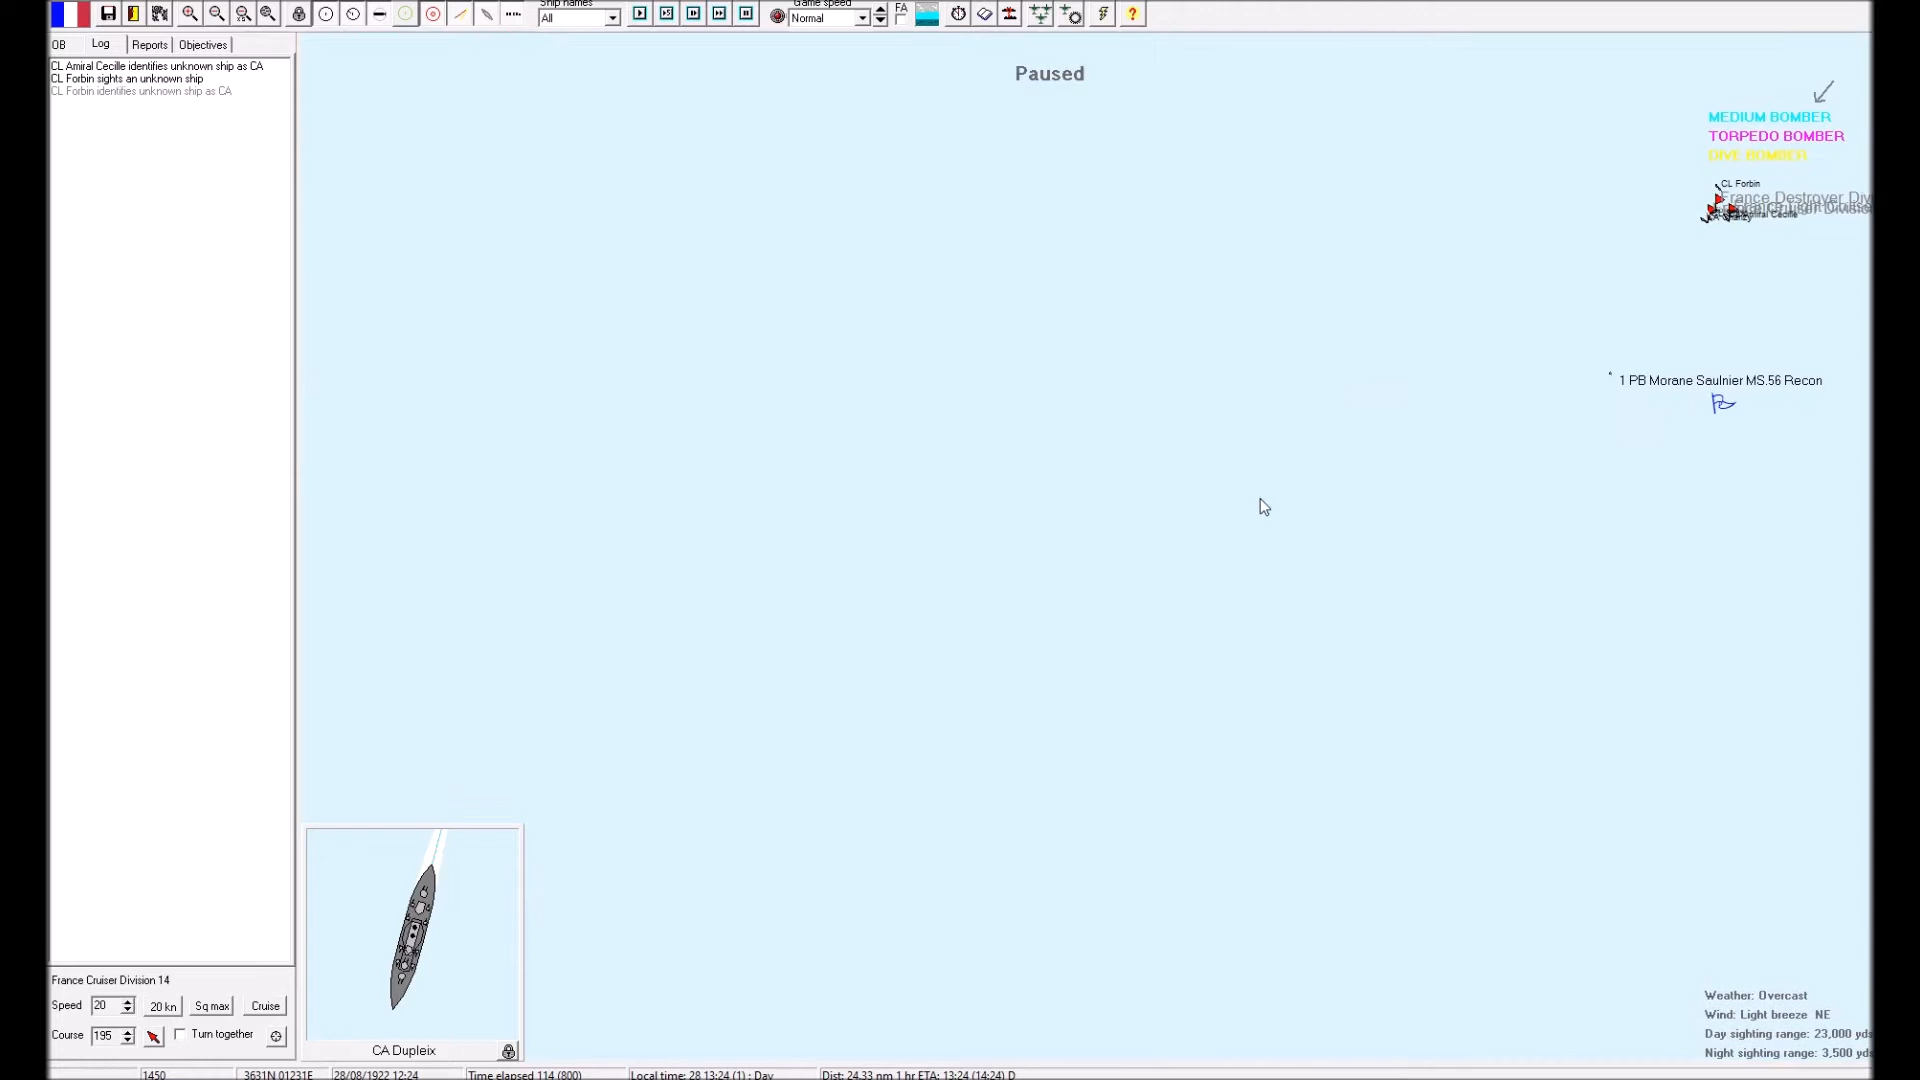 Ship names
Game speed
FA
All
Normal
OB
Log
Reports
Objectives
CL Amiral Cecille identifies unknown ship as CA
CL Forbin sights an unknown ship
CL Forbin identifies unknown ship as CA
Paused
MEDIUM BOMBER
TORPEDO BOMBER
DIVE BOMBER
CL Forbin
France Destroyer Div
1 PB Morane Saulnier MS.56 Recon
France Cruiser Division 14
Speed
20
20 kn
Sq max
Cruise
Course
195
Turn together
CA Dupleix
Weather: Overcast
Wind: Light breeze NE
Day sighting range: 23,000 yds
Night sighting range: 3,500 yds
1450
3631N 01231E
28/08/1922 12:24
Time elapsed 114 (800)
Local time: 28 13:24 (1) : Day
Dist: 24.33 nm 1 hr ETA: 13:24 (14:24) D